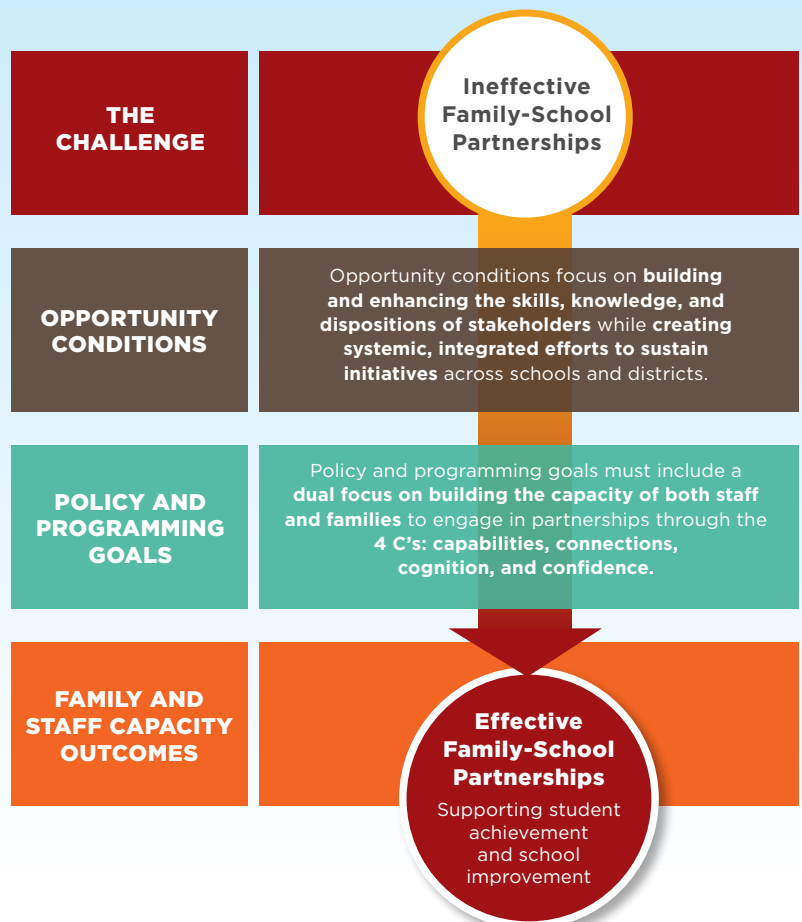 THE
CHALLENGE
Ineffective
Family-School
Partnerships
OPPORTUNITY
CONDITIONS
Opportunity conditions focus on building
and enhancing the skills, knowledge, and
dispositions of stakeholders while creating
systemic, integrated efforts to sustain
initiatives across schools and districts.
POLICY AND
PROGRAMMING
GOALS
Policy and programming goals must include a
dual focus on building the capacity of both staff
and families to engage in partnerships through the
4 C's: capabilities, connections,
cognition, and confidence.
FAMILY AND
STAFF CAPACITY
OUTCOMES
Effective
Family-School
Partnerships
Supporting student
achievement
and school
improvement